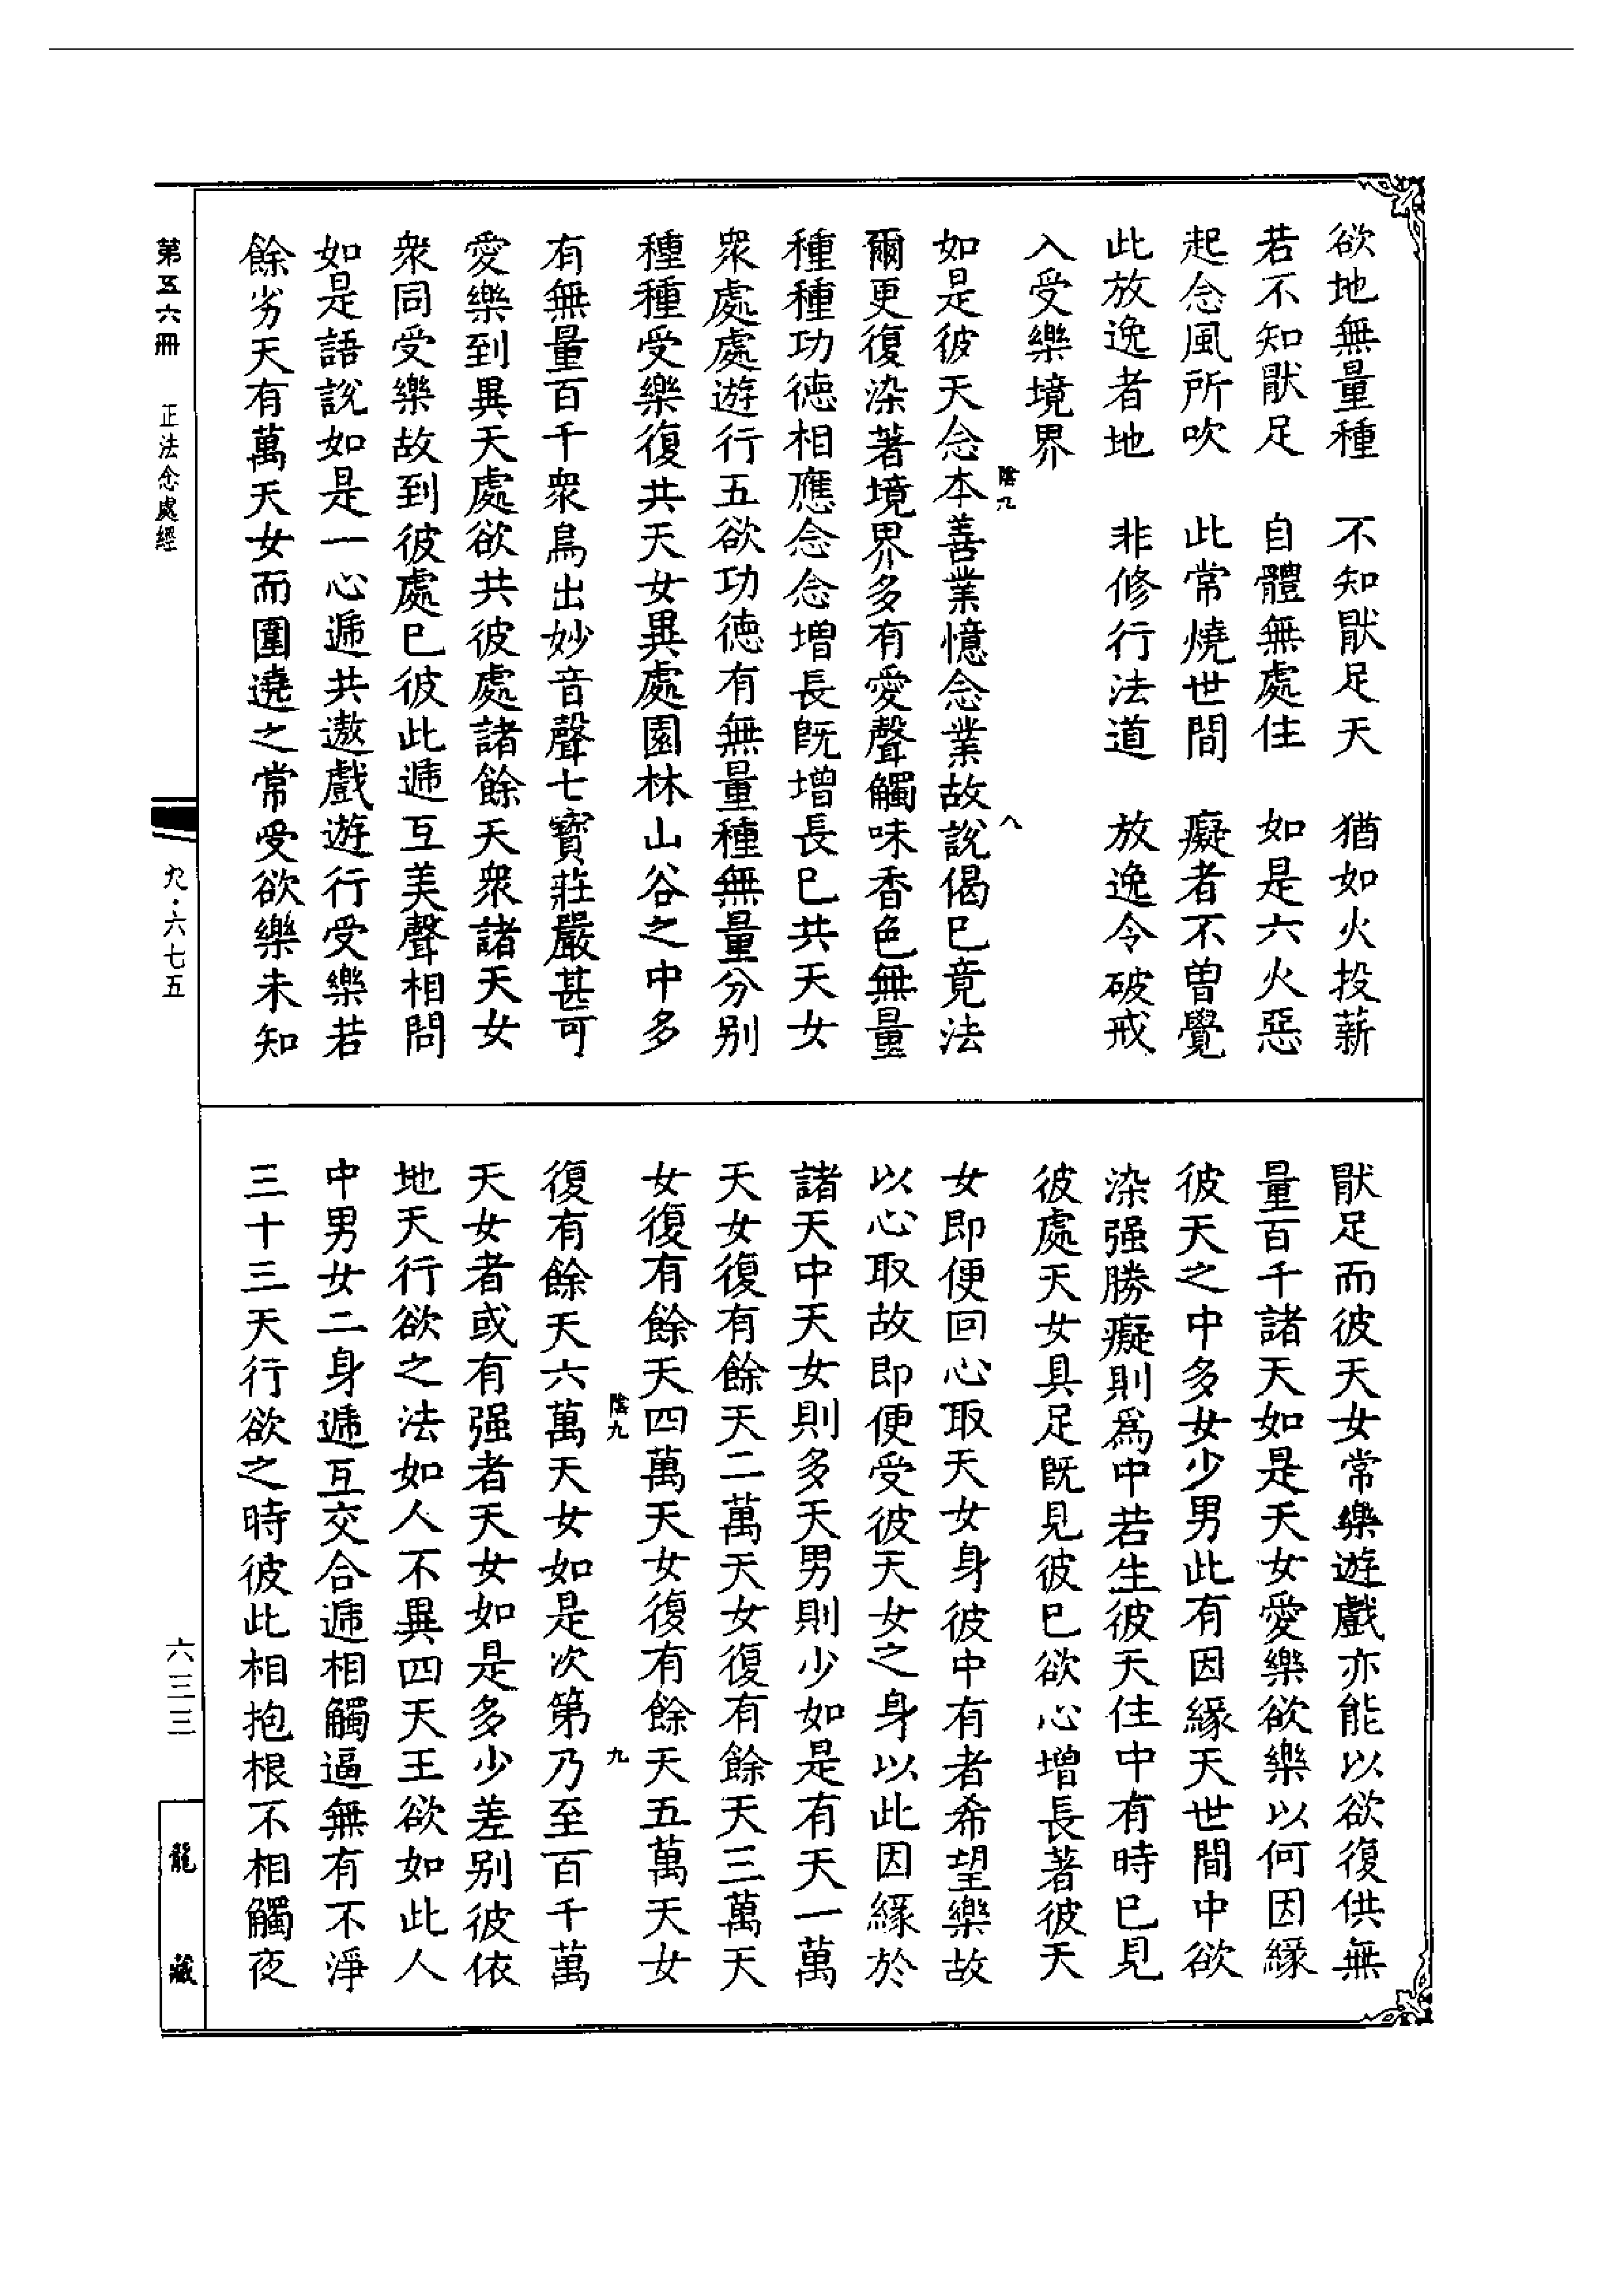 欲地無量種　不知猒足天　猶如火投薪
若不知猒足　自體無處住　如是六火惡
起念風所吹　此常燒世間　癡者不曾覺
此放逸者地　非修行法道　放逸令破戒
入受樂境界
陰九　八
如是彼天念本善業憶念業故說偈已竟法
爾更復染著境界多有愛聲觸味香色無量
種種功德相應念念增長旣增長已共天女
衆處處遊行五欲功德有無量種無量分别
種種受樂復共天女異處園林山谷之中多
有無量百千衆鳥出妙音聲七寶莊嚴甚可
愛樂到異天處欲共彼處諸餘天衆諸天女
衆同受樂故到彼處已彼此遞互美聲相問
如是語說如是一心遞共遨戲遊行受樂若
餘劣天有萬天女而圍遶之常受欲樂未知
猒足而彼天女常樂遊戲亦能以欲復供無
量百千諸天如是天女愛樂欲樂以何因緣
彼天之中多女少男此有因緣天世間中欲
染强勝癡則爲中若生彼天住中有時已見
彼處天女具足旣見彼已欲心增長著彼天
女即便回心取天女身彼中有者希望樂故
以心取故即便受彼天女之身以此因緣於
諸天中天女則多天男則少如是有天一萬
天女復有餘天二萬天女復有餘天三萬天
女復有餘天四萬天女復有餘天五萬天女
陰九　九
復有餘天六萬天女如是次第乃至百千萬
天女者或有强者天女如是多少差别彼依
地天行欲之法如人不異四天王欲如此人
中男女二身遞互交合遞相觸逼無有不淨
三十三天行欲之時彼此相抱根不相觸夜
第五六冊　正法念處經
九·六七五
六三三
龍藏